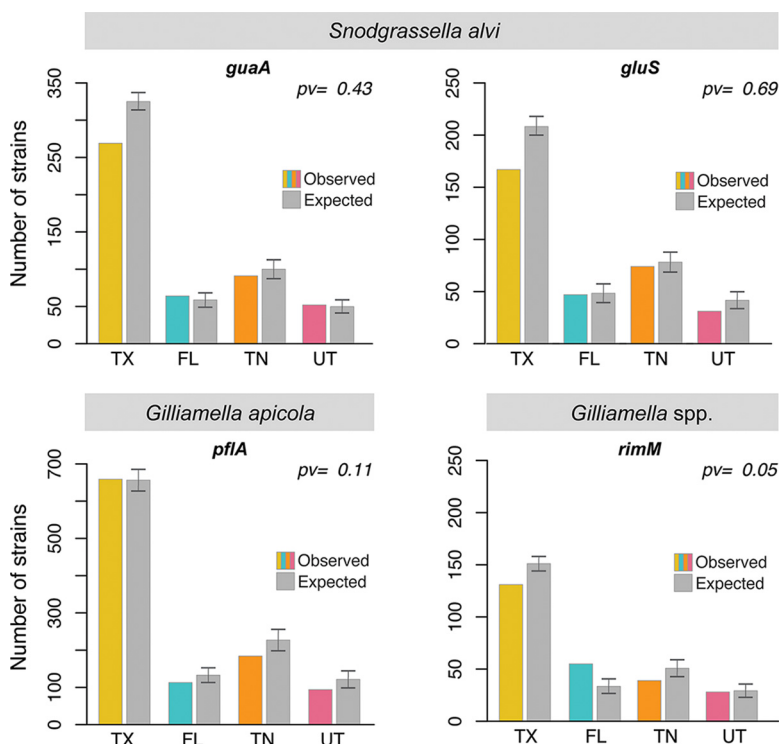 Snodgrassella alvi
guaA
pv= 0.43
Number of strains
350
250
150
50
0
Observed
Expected
TX FL TN UT
gluS
pv= 0.69
250
200
150
100
50
0
Observed
Expected
TX FL TN UT
Gilliamella apicola
pflA
pv= 0.11
Number of strains
700
500
300
100
0
Observed
Expected
TX FL TN UT
Gilliamella spp.
rimM
pv= 0.05
250
200
150
100
50
0
Observed
Expected
TX FL TN UT